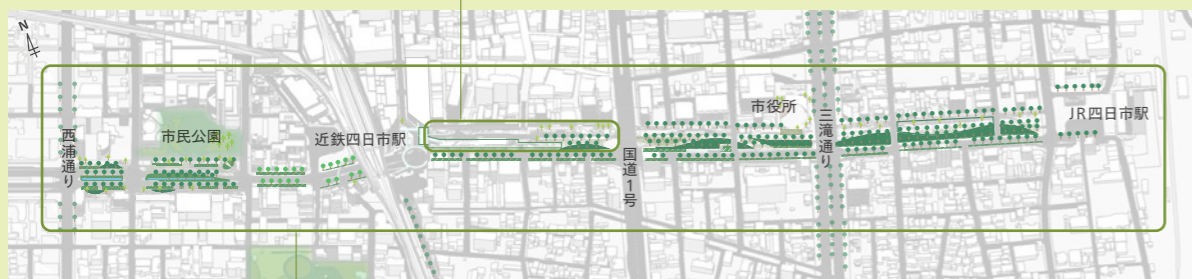 N
西浦通り
市民公園
近鉄四日市駅
国道1号
市役所
三滝通り
JR四日市駅